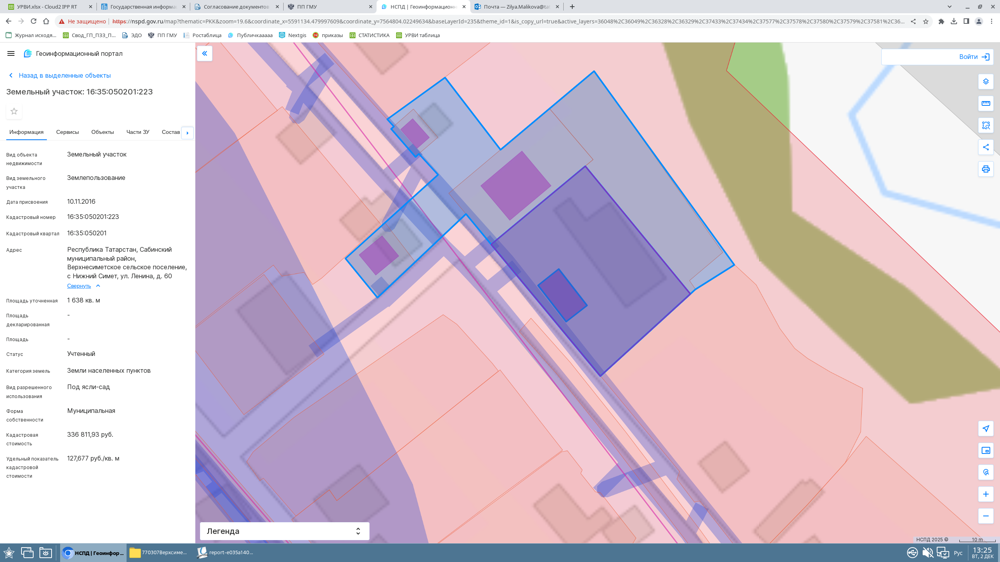 УРВИ.xlsx - Cloud2 IPP RT
Государственная информа
Согласование документов
ПП ГМУ
НСПД | Геоинформационн
Почта — Zilya.Malikova@tat
Не защищено
https://nspd.gov.ru/map?thematic=PKK&zoom=19.6&coordinate_x=5591134.479997609&coordinate_y=7564804.02249634&baseLayerId=235&theme_id=1&is_copy_url=true&active_layers=36048%2C36049%2C36328%2C36329%2C37433%2C37434%2C37577%2C37578%2C37580%2C37579%2C37581%2C36...
Журнал исходя...
Свод_ГП_ПЗЗ_П...
ЭДО
ПП ГМУ
Ростаблица
Публичкааааа
Nextgis
приказы
СТАТИСТИКА
УРВИ таблица
Геоинформационный портал
Войти
Назад в выделенные объекты
Земельный участок: 16:35:050201:223
Информация
Сервисы
Объекты
Части ЗУ
Состав
Вид объекта недвижимости
Земельный участок
Вид земельного участка
Землепользование
Дата присвоения
10.11.2016
Кадастровый номер
16:35:050201:223
Кадастровый квартал
16:35:050201
Адрес
Республика Татарстан, Сабинский
муниципальный район,
Верхнесиметское сельское поселение,
с Нижний Симет, ул. Ленина, д. 60
Свернуть
Площадь уточненная
1 638 кв. м
Площадь декларированная
-
Площадь
-
Статус
Учтенный
Категория земель
Земли населенных пунктов
Вид разрешенного использования
Под ясли-сад
Форма собственности
Муниципальная
Кадастровая стоимость
336 811,93 руб.
Удельный показатель кадастровой стоимости
127,677 руб./кв. м
Легенда
НСПД 2025 ©
10 m
НСПД | Геоинфор...
770307Верхсиме...
report-e035a140...
Рус
13:25
ВТ, 2 ДЕК